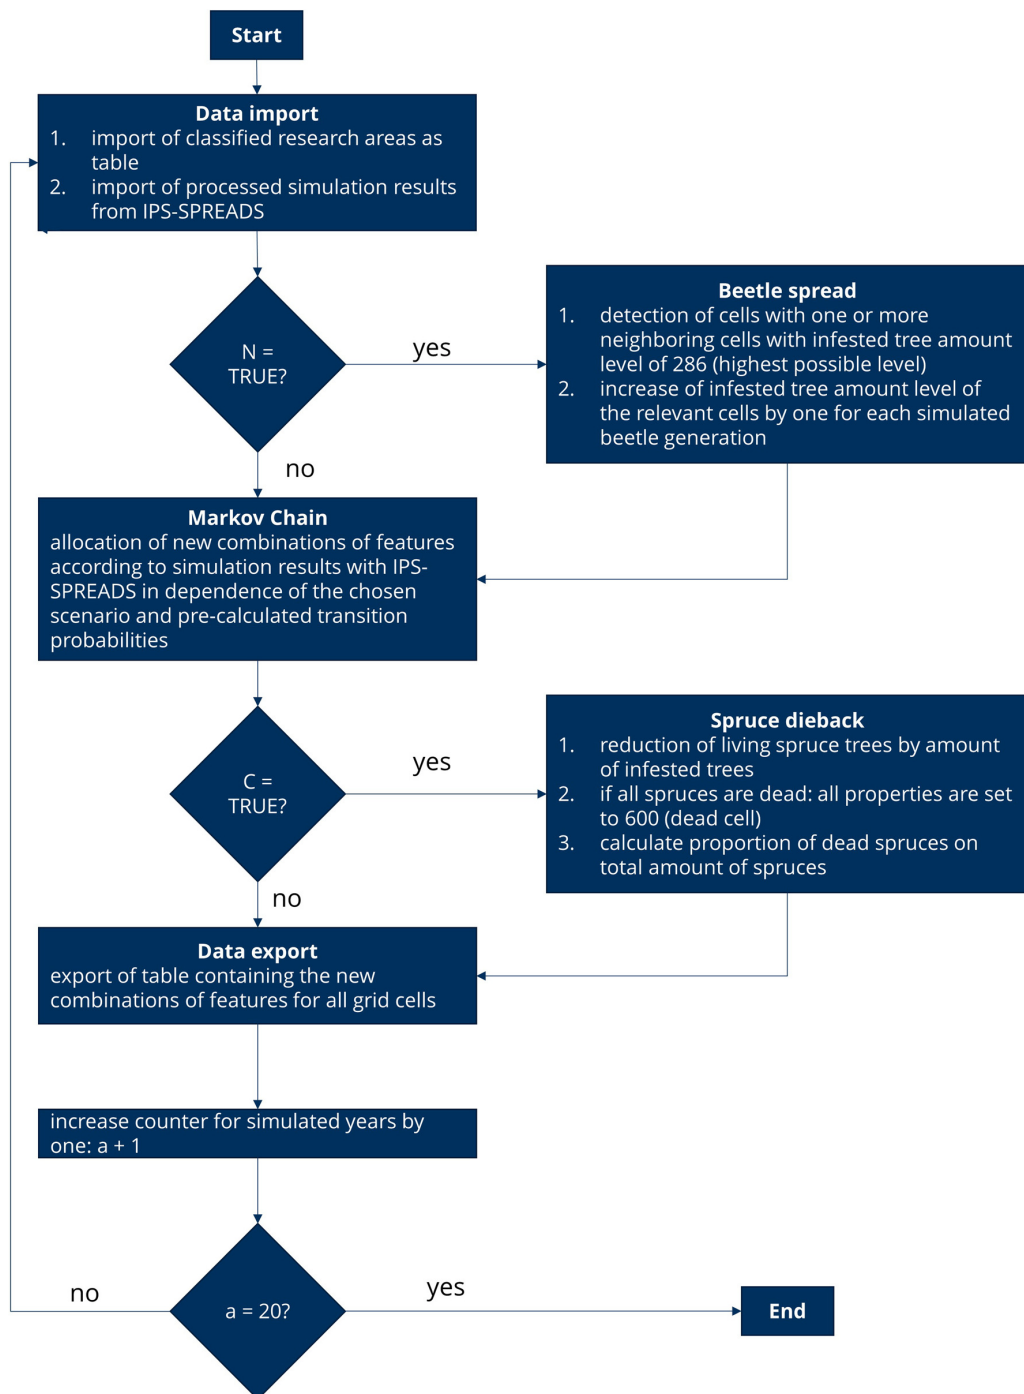 Start
Data import
1. import of classified research areas as
table
2. import of processed simulation results
from IPS-SPREADS
N =
TRUE?
yes
no
Beetle spread
1. detection of cells with one or more
neighboring cells with infested tree amount
level of 286 (highest possible level)
2. increase of infested tree amount level of
the relevant cells by one for each simulated
beetle generation
Markov Chain
allocation of new combinations of features
according to simulation results with IPS-
SPREADS in dependence of the chosen
scenario and pre-calculated transition
probabilities
C =
TRUE?
yes
no
Spruce dieback
1. reduction of living spruce trees by amount
of infested trees
2. if all spruces are dead: all properties are set
to 600 (dead cell)
3. calculate proportion of dead spruces on
total amount of spruces
Data export
export of table containing the new
combinations of features for all grid cells
increase counter for simulated years by
one: a + 1
no
a = 20?
yes
End